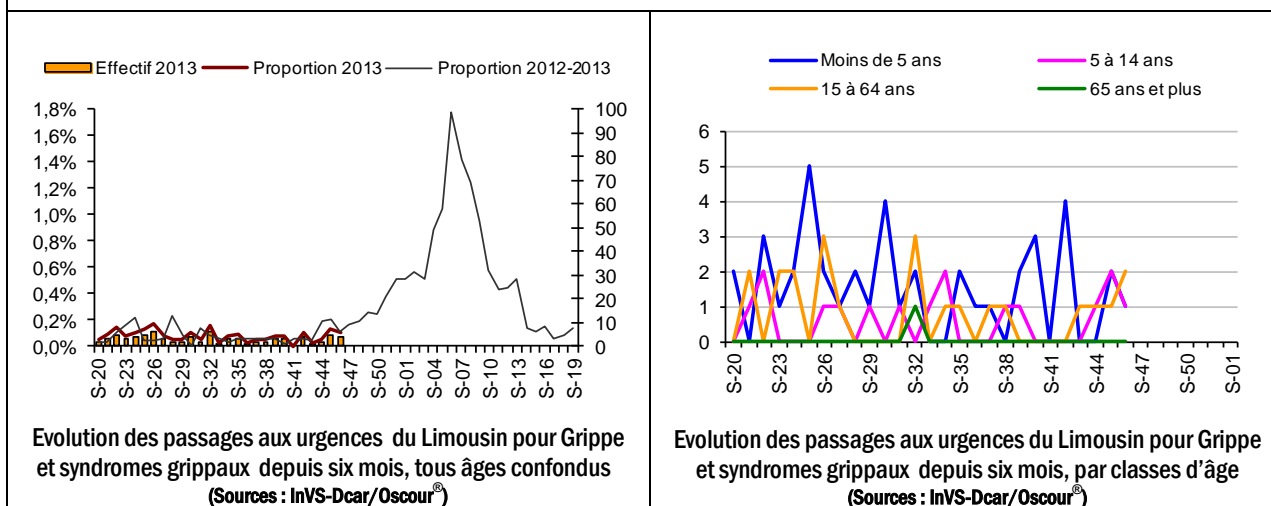 Effectif 2013 Proportion 2013 Proportion 2012-2013
1,8% 100
1,6% 90
1,4% 80
1,2% 70
1,0% 60
0,8% 50
0,6% 40
0,4% 30
0,2% 20
0,0% 10
0
S-20 S-23 S-26 S-29 S-32 S-35 S-38 S-41 S-44 S-47 S-50 S-01 S-04 S-07 S-10 S-13 S-16 S-19
Evolution des passages aux urgences du Limousin pour Grippe
et syndromes grippaux depuis six mois, tous âges confondus
(Sources : InVS-Dcar/Oscour®)
Moins de 5 ans 5 à 14 ans
15 à 64 ans 65 ans et plus
6
5
4
3
2
1
0
S-20 S-23 S-26 S-29 S-32 S-35 S-38 S-41 S-44 S-47 S-50 S-01
Evolution des passages aux urgences du Limousin pour Grippe
et syndromes grippaux depuis six mois, par classes d’âge
(Sources : InVS-Dcar/Oscour®)